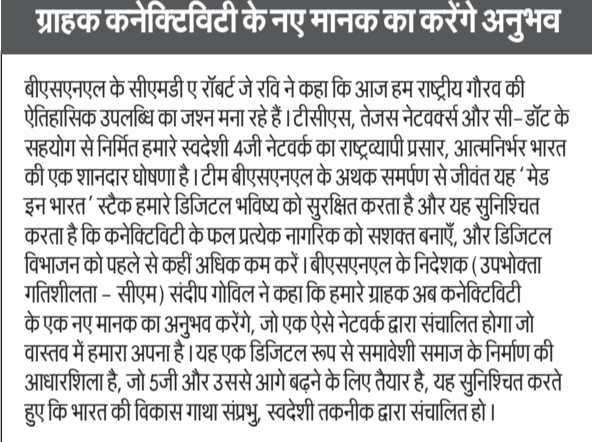 ग्राहक कनेक्टिविटी के नए मानक का करेंगे अनुभव
बीएसएनएल के सीएमडी ए रॉबर्ट जे रवि ने कहा कि आज हम राष्ट्रीय गौरव की
ऐतिहासिक उपलब्धि का जश्न मना रहे हैं। टीसीएस, तेजस नेटवर्क्स और सी-डॉट के
सहयोग से निर्मित हमारे स्वदेशी 4जी नेटवर्क का राष्ट्रव्यापी प्रसार, आत्मनिर्भर भारत
की एक शानदार घोषणा है। टीम बीएसएनएल के अथक समर्पण से जीवंत यह ‘मेड
इन भारत’ स्टैक हमारे डिजिटल भविष्य को सुरक्षित करता है और यह सुनिश्चित
करता है कि कनेक्टिविटी के फल प्रत्येक नागरिक को सशक्त बनाएँ, और डिजिटल
विभाजन को पहले से कहीं अधिक कम करें। बीएसएनएल के निदेशक (उपभोक्ता
गतिशीलता – सीएम) संदीप गोविल ने कहा कि हमारे ग्राहक अब कनेक्टिविटी
के एक नए मानक का अनुभव करेंगे, जो एक ऐसे नेटवर्क द्वारा संचालित होगा जो
वास्तव में हमारा अपना है। यह एक डिजिटल रूप से समावेशी समाज के निर्माण की
आधारशिला है, जो 5जी और उससे आगे बढ़ने के लिए तैयार है, यह सुनिश्चित करते
हुए कि भारत की विकास गाथा संप्रभु, स्वदेशी तकनीक द्वारा संचालित हो।